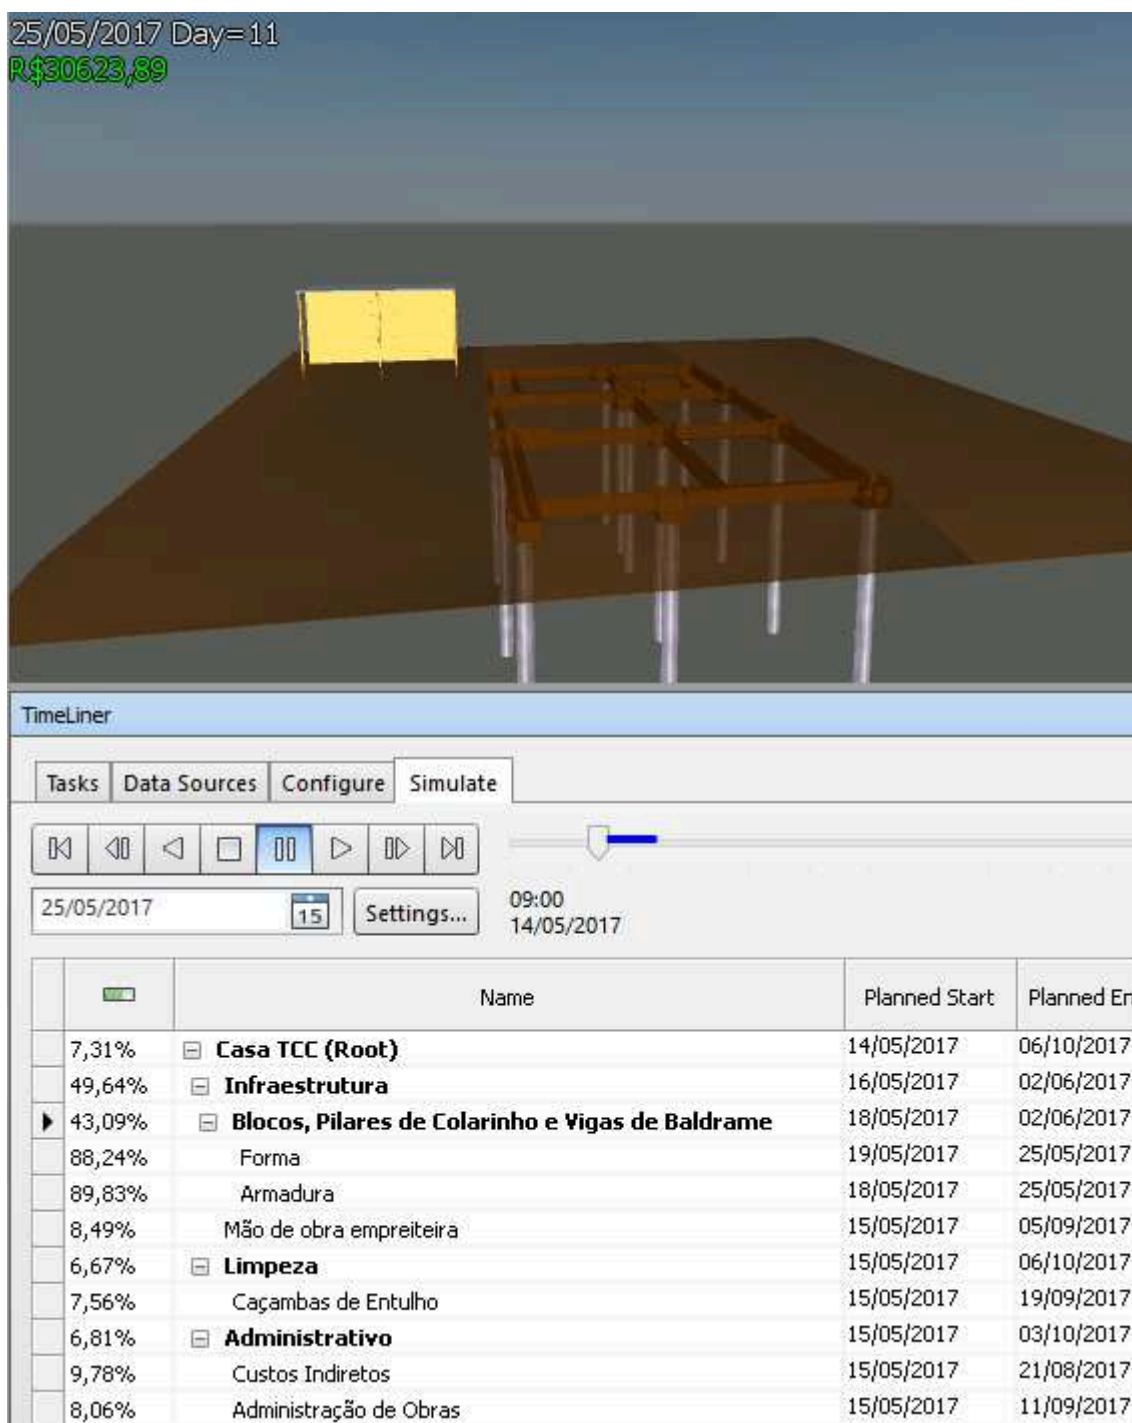 25/05/2017 Day=11
R$30623,89
TimeLiner
Tasks Data Sources Configure Simulate
25/05/2017 15 Settings... 09:00
14/05/2017
Name Planned Start Planned En
7,31% Casa TCC (Root) 14/05/2017 06/10/2017
49,64% Infraestrutura 16/05/2017 02/06/2017
43,09% Blocos, Pilares de Colarinho e Vigas de Baldrame 18/05/2017 02/06/2017
88,24% Forma 19/05/2017 25/05/2017
89,83% Armadura 18/05/2017 25/05/2017
8,49% Mão de obra empreiteira 15/05/2017 05/09/2017
6,67% Limpeza 15/05/2017 06/10/2017
7,56% Caçambas de Entulho 15/05/2017 19/09/2017
6,81% Administrativo 15/05/2017 03/10/2017
9,78% Custos Indiretos 15/05/2017 21/08/2017
8,06% Administração de Obras 15/05/2017 11/09/2017